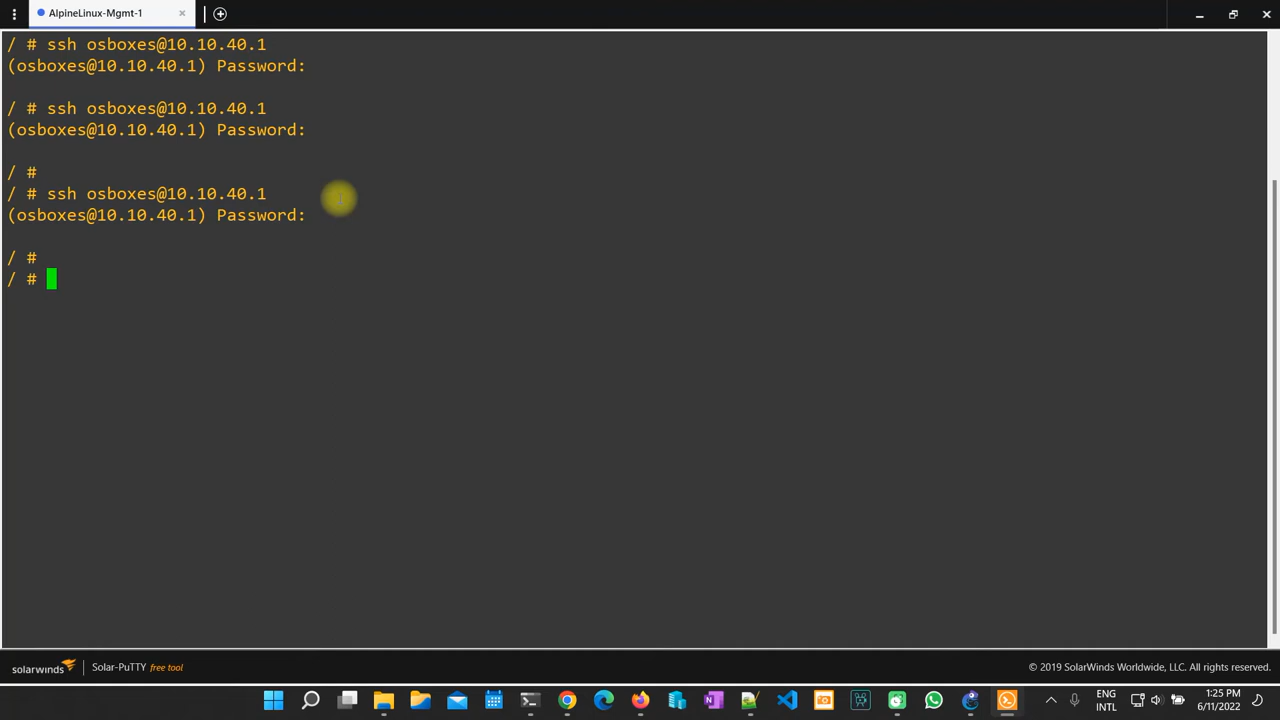 AlpineLinux-Mgmt-1
/ # ssh osboxes@10.10.40.1
(osboxes@10.10.40.1) Password:
/ # ssh osboxes@10.10.40.1
(osboxes@10.10.40.1) Password:
/ #
/ # ssh osboxes@10.10.40.1
(osboxes@10.10.40.1) Password:
/ #
/ #
solarwinds Solar-PuTTY free tool © 2019 SolarWinds Worldwide, LLC. All rights reserved.
ENG 1:25 PM
INTL 6/11/2022